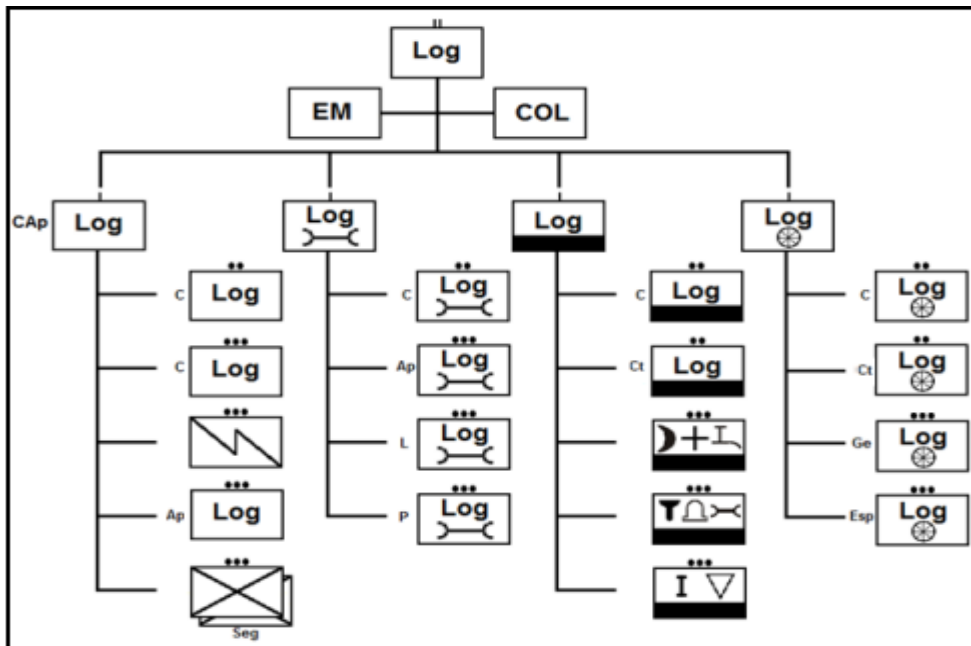 Log
EM COL
CAp Log Log Log Log
C Log C Log C Log C Log
C Log Ap Log Ct Log Ct Log
L Log Ge Log
Ap Log P Log Esp Log
I
Seg